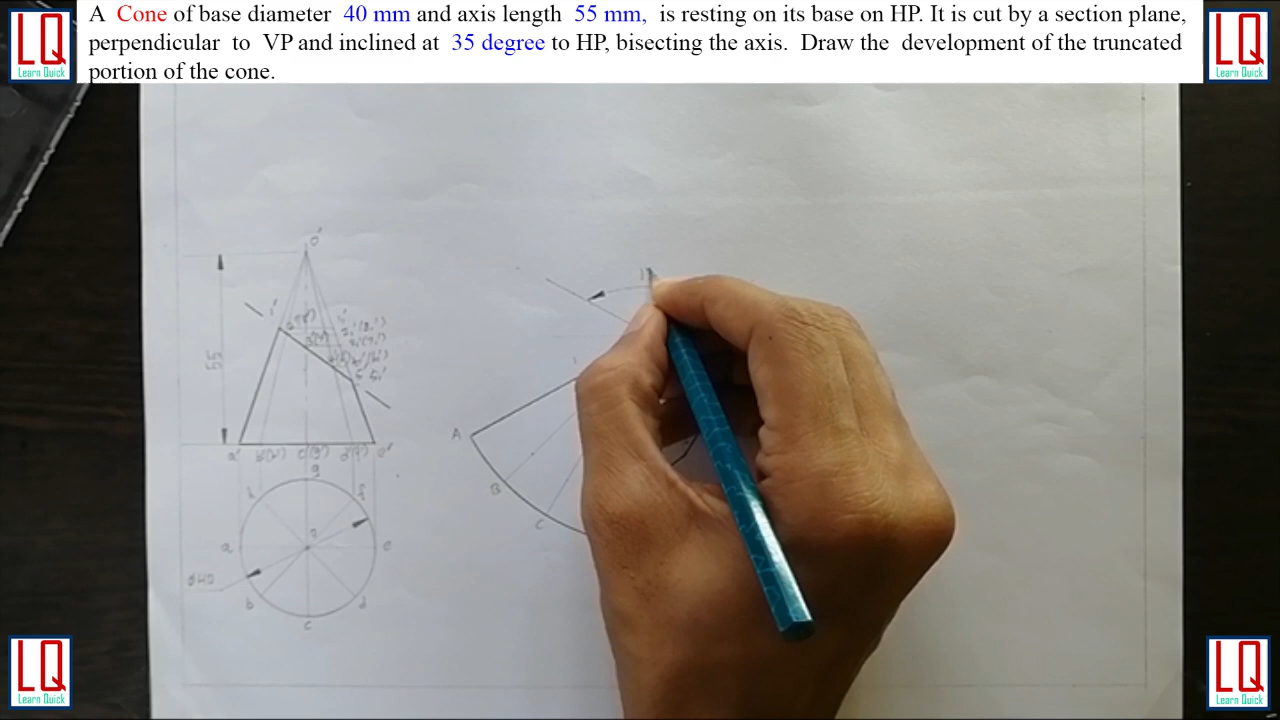 A Cone of base diameter 40 mm and axis length 55 mm, is resting on its base on HP. It is cut by a section plane,
perpendicular to VP and inclined at 35 degree to HP, bisecting the axis. Draw the development of the truncated
portion of the cone.
LQ
Learn Quick
LQ
Learn Quick
o'
1'
55
a' b'(h') c'(g') d'(f') e'
g
h f
a e
ø40
b d
c
A
B
C
LQ
Learn Quick
LQ
Learn Quick